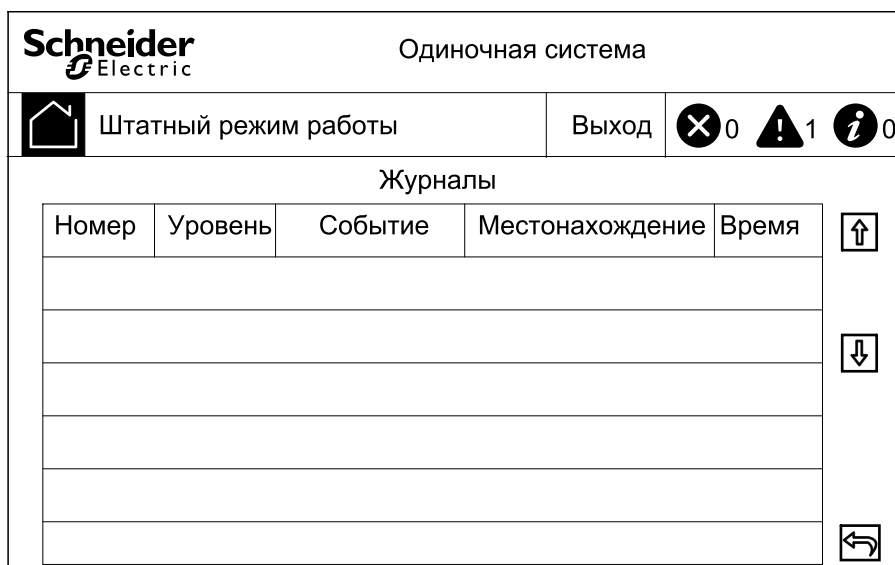 Schneider
Electric
Одиночная система
Штатный режим работы
Выход
0
1
0
Журналы
Номер Уровень Событие Местонахождение Время